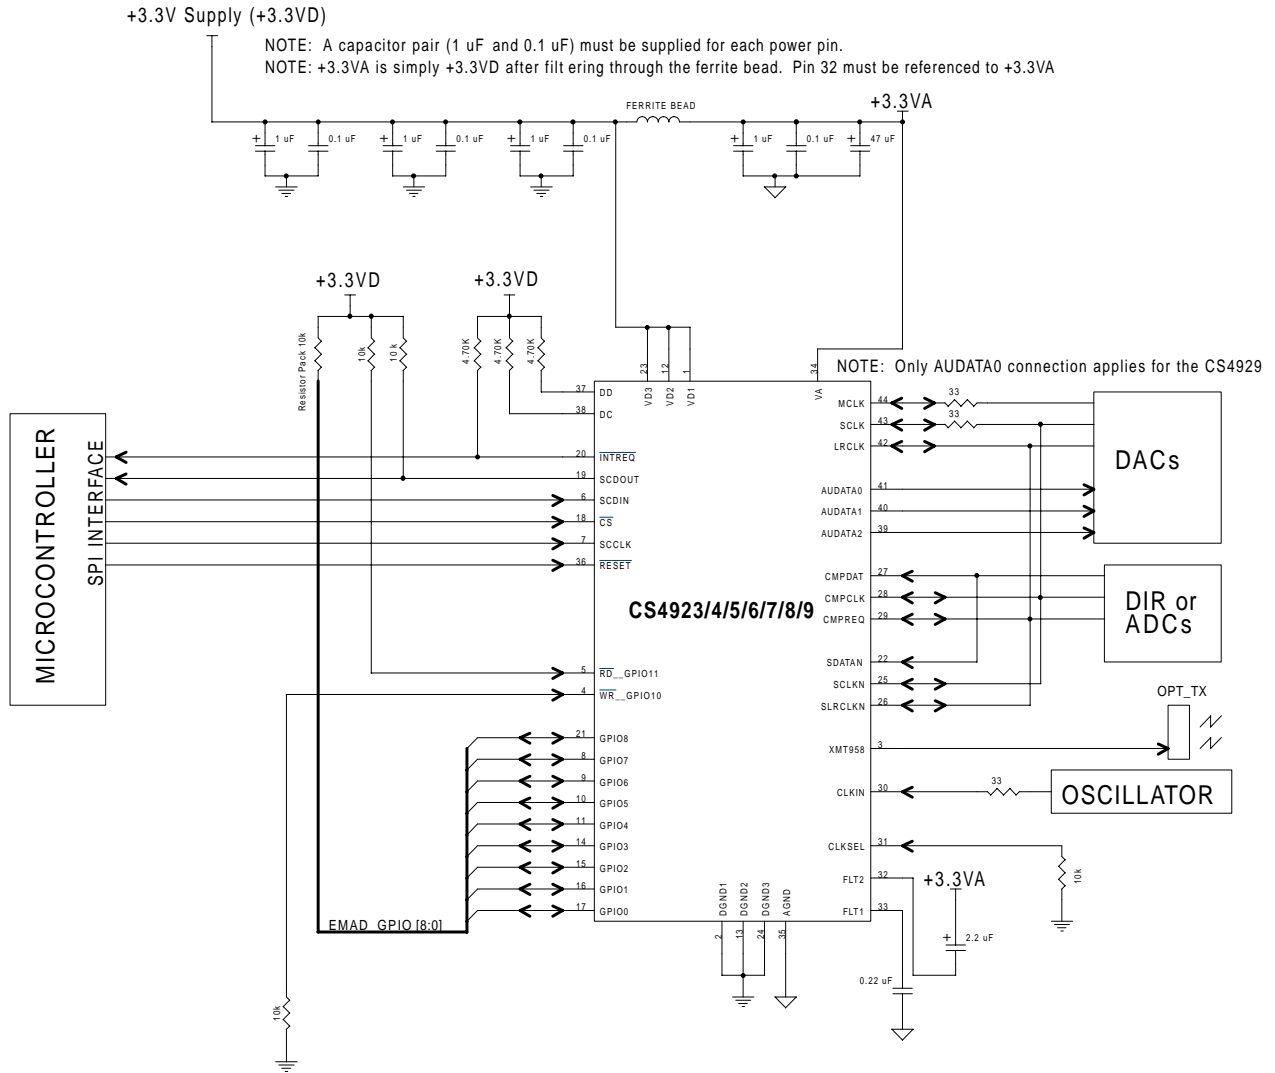 +3.3V Supply (+3.3VD)
NOTE: A capacitor pair (1 uF and 0.1 uF) must be supplied for each power pin.
NOTE: +3.3VA is simply +3.3VD after filt ering through the ferrite bead. Pin 32 must be referenced to +3.3VA
FERRITE BEAD
+3.3VA
+ 1 uF
0.1 uF
+ 1 uF
0.1 uF
+ 1 uF
0.1 uF
+ 1 uF
0.1 uF
+ 47 uF
+3.3VD
+3.3VD
Resistor Pack 10k
10k
10k
4.70K
4.70K
4.70K
23
12
1
34
VD3
VD2
VD1
VA
NOTE: Only AUDATA0 connection applies for the CS4929
MICROCONTROLLER
SPI INTERFACE
37 DD
38 DC
20 INTREQ
19 SCDOUT
6 SCDIN
18 CS
7 SCCLK
36 RESET
5 RD__GPIO11
4 WR__GPIO10
21 GPIO8
8 GPIO7
9 GPIO6
10 GPIO5
11 GPIO4
14 GPIO3
15 GPIO2
16 GPIO1
17 GPIO0
EMAD_GPIO [8:0]
10k
CS4923/4/5/6/7/8/9
MCLK 44 33
SCLK 43 33
LRCLK 42
AUDATA0 41
AUDATA1 40
AUDATA2 39
DACs
CMPDAT 27
CMPCLK 28
CMPREQ 29
DIR or
ADCs
SDATAN 22
SCLKN 25
SLRCLKN 26
OPT_TX
XMT958 3
CLKIN 30 33
OSCILLATOR
CLKSEL 31
10k
FLT2 32
+3.3VA
FLT1 33
+ 2.2 uF
0.22 uF
DGND1
DGND2
DGND3
AGND
2
13
24
35